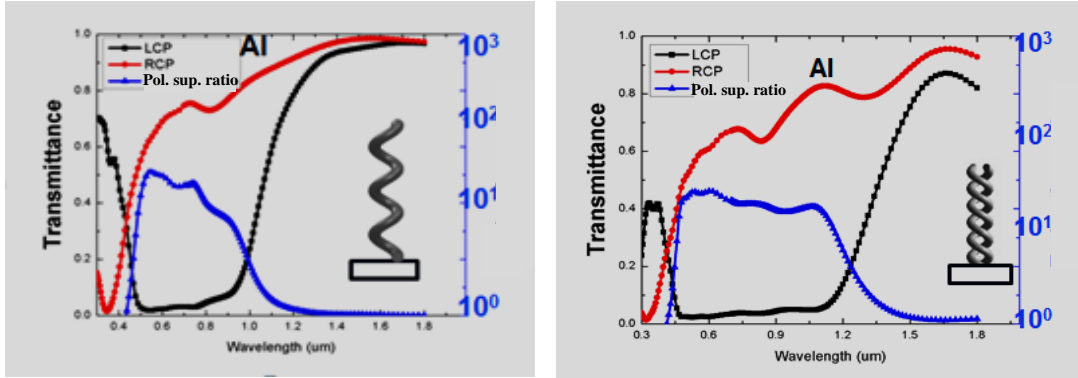 Al
1.0
0.8
0.6
0.4
0.2
0.0
Transmittance
LCP
RCP
Pol. sup. ratio
10³
10²
10¹
10⁰
0.4 0.6 0.8 1.0 1.2 1.4 1.6 1.8
Wavelength (um)
Al
1.0
0.8
0.6
0.4
0.2
0.0
Transmittance
LCP
RCP
Pol. sup. ratio
10³
10²
10¹
10⁰
0.3 0.6 0.9 1.2 1.5 1.8
Wavelength (um)